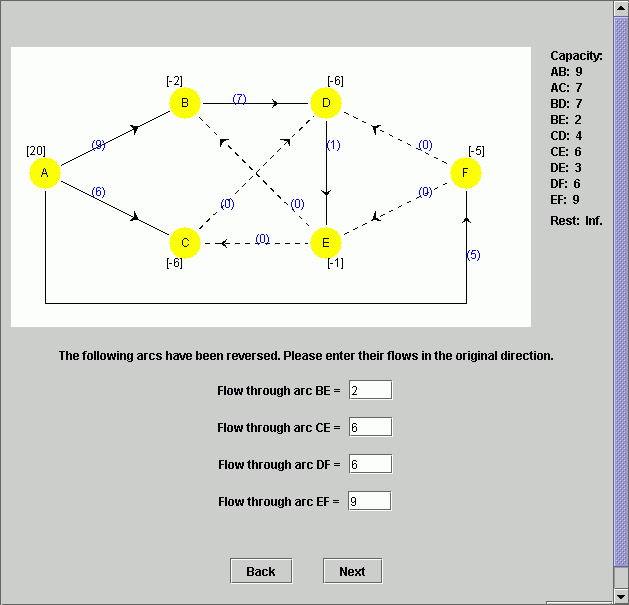 Capacity:
AB: 9
AC: 7
BD: 7
BE: 2
CD: 4
CE: 6
DE: 3
DF: 6
EF: 9
Rest: Inf.
[-2]
[-6]
B
(7)
D
(9)
(1)
(0)
[20]
[-5]
A
F
(6)
(0)
(0)
(0)
C
(0)
E
[-6]
[-1]
(5)
The following arcs have been reversed. Please enter their flows in the original direction.
Flow through arc BE = 2
Flow through arc CE = 6
Flow through arc DF = 6
Flow through arc EF = 9
Back
Next